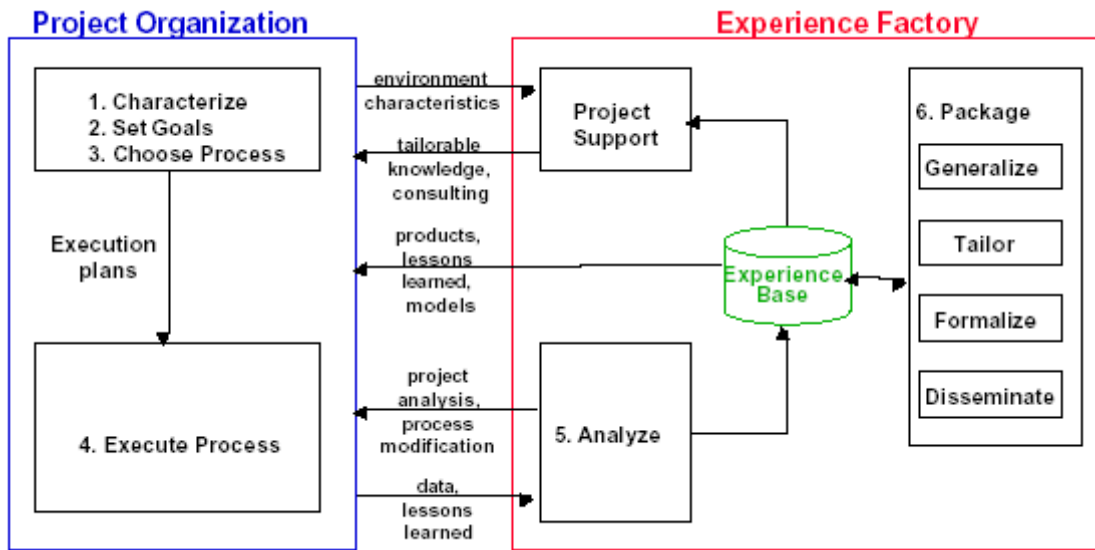 Project Organization
Experience Factory
1. Characterize
2. Set Goals
3. Choose Process
Execution
plans
4. Execute Process
environment
characteristics
tailorable
knowledge,
consulting
products,
lessons
learned,
models
project
analysis,
process
modification
data,
lessons
learned
Project
Support
Experience
Base
5. Analyze
6. Package
Generalize
Tailor
Formalize
Disseminate